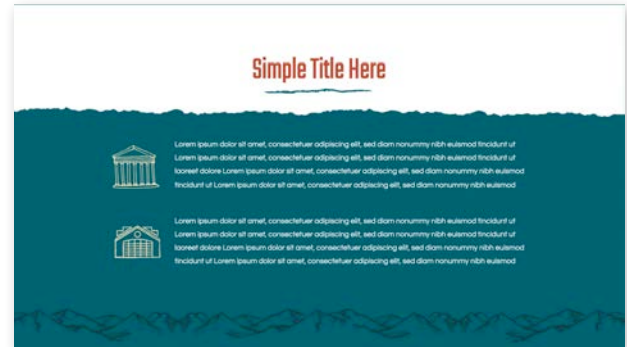 Simple Title Here
Lorem ipsum dolor sit amet, consectetuer adipiscing elit, sed diam nonummy nibh euismod tincidunt ut
Lorem ipsum dolor sit amet, consectetuer adipiscing elit, sed diam nonummy nibh euismod tincidunt ut
laoreet dolore Lorem ipsum dolor sit amet, consectetuer adipiscing elit, sed diam nonummy nibh euismod
tincidunt ut Lorem ipsum dolor sit amet, consectetuer adipiscing elit, sed diam nonummy nibh euismod
Lorem ipsum dolor sit amet, consectetuer adipiscing elit, sed diam nonummy nibh euismod tincidunt ut
Lorem ipsum dolor sit amet, consectetuer adipiscing elit, sed diam nonummy nibh euismod tincidunt ut
laoreet dolore Lorem ipsum dolor sit amet, consectetuer adipiscing elit, sed diam nonummy nibh euismod
tincidunt ut Lorem ipsum dolor sit amet, consectetuer adipiscing elit, sed diam nonummy nibh euismod